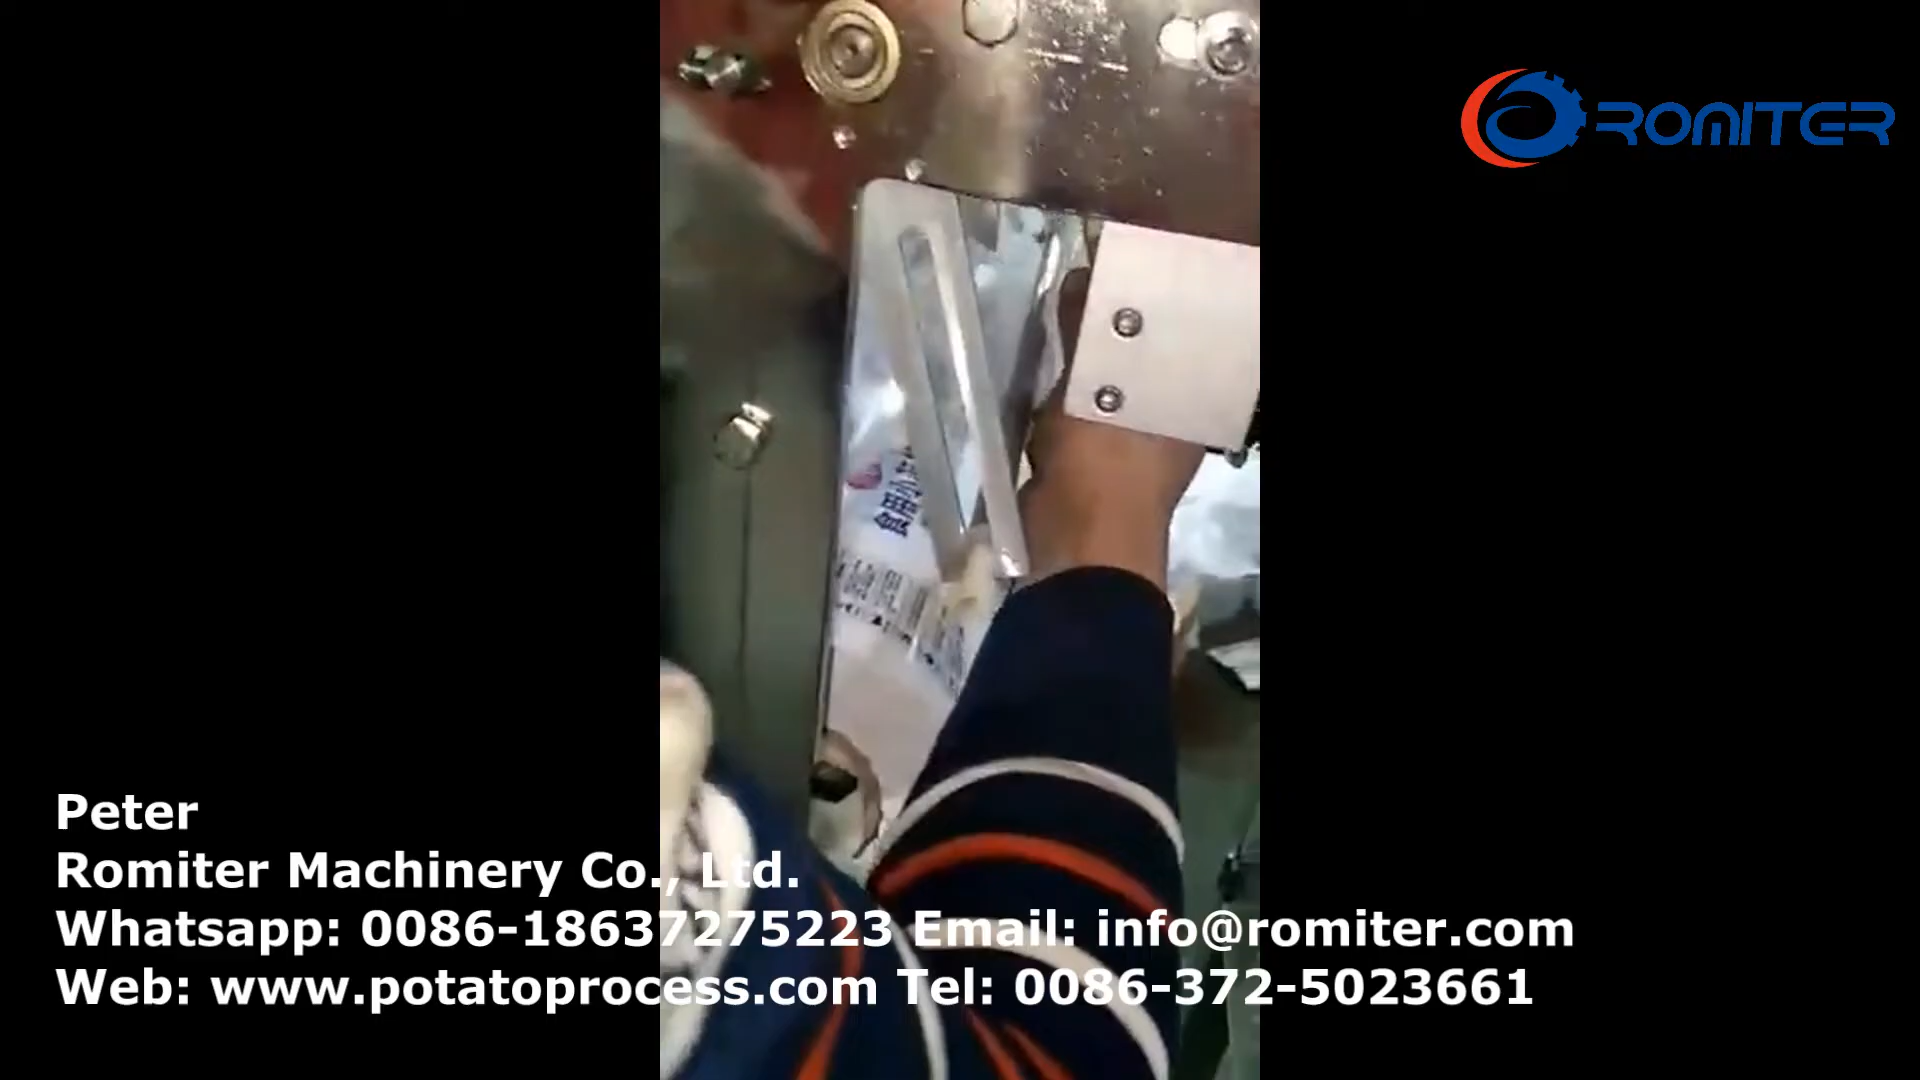 ROMITER
Peter
Romiter Machinery Co., Ltd.
Whatsapp: 0086-18637275223 Email: info@romiter.com
Web: www.potatoprocess.com Tel: 0086-372-5023661